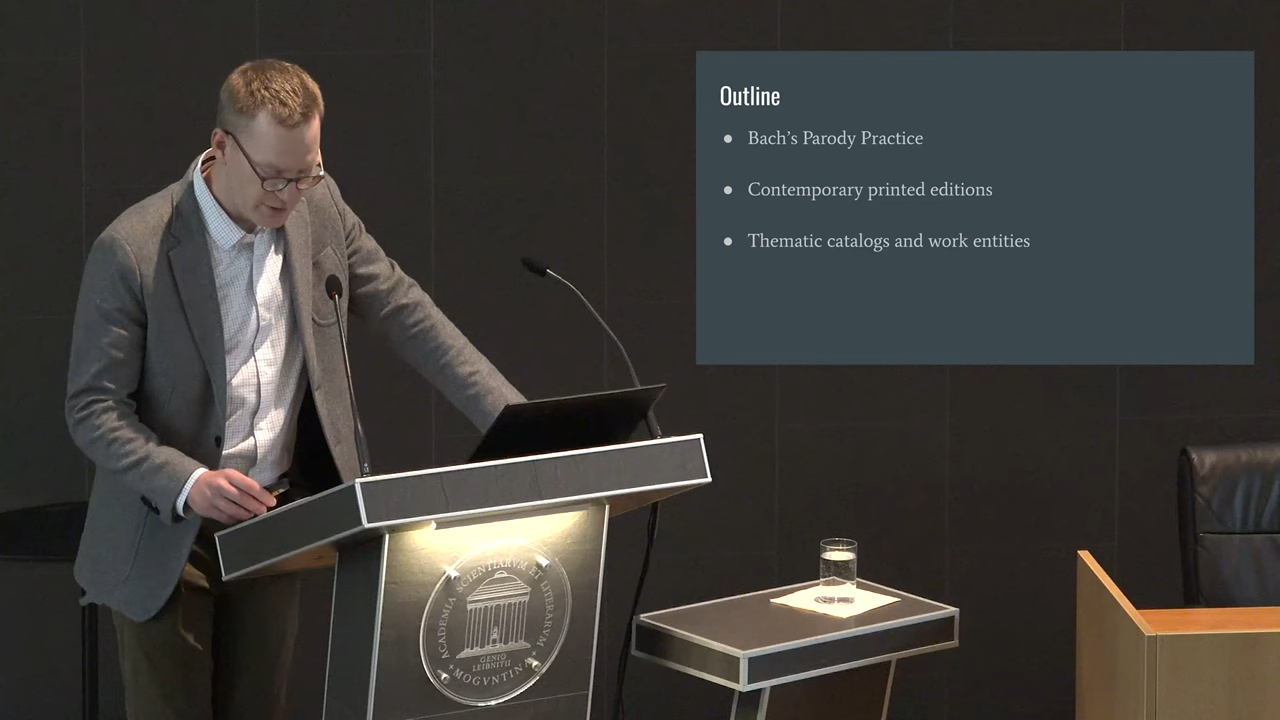 Outline
● Bach's Parody Practice
● Contemporary printed editions
● Thematic catalogs and work entities
ACADEMIA SCIENTIARVM ET LITERARVM
GENIO
LEIBNITII
+ MOGVNTINA +